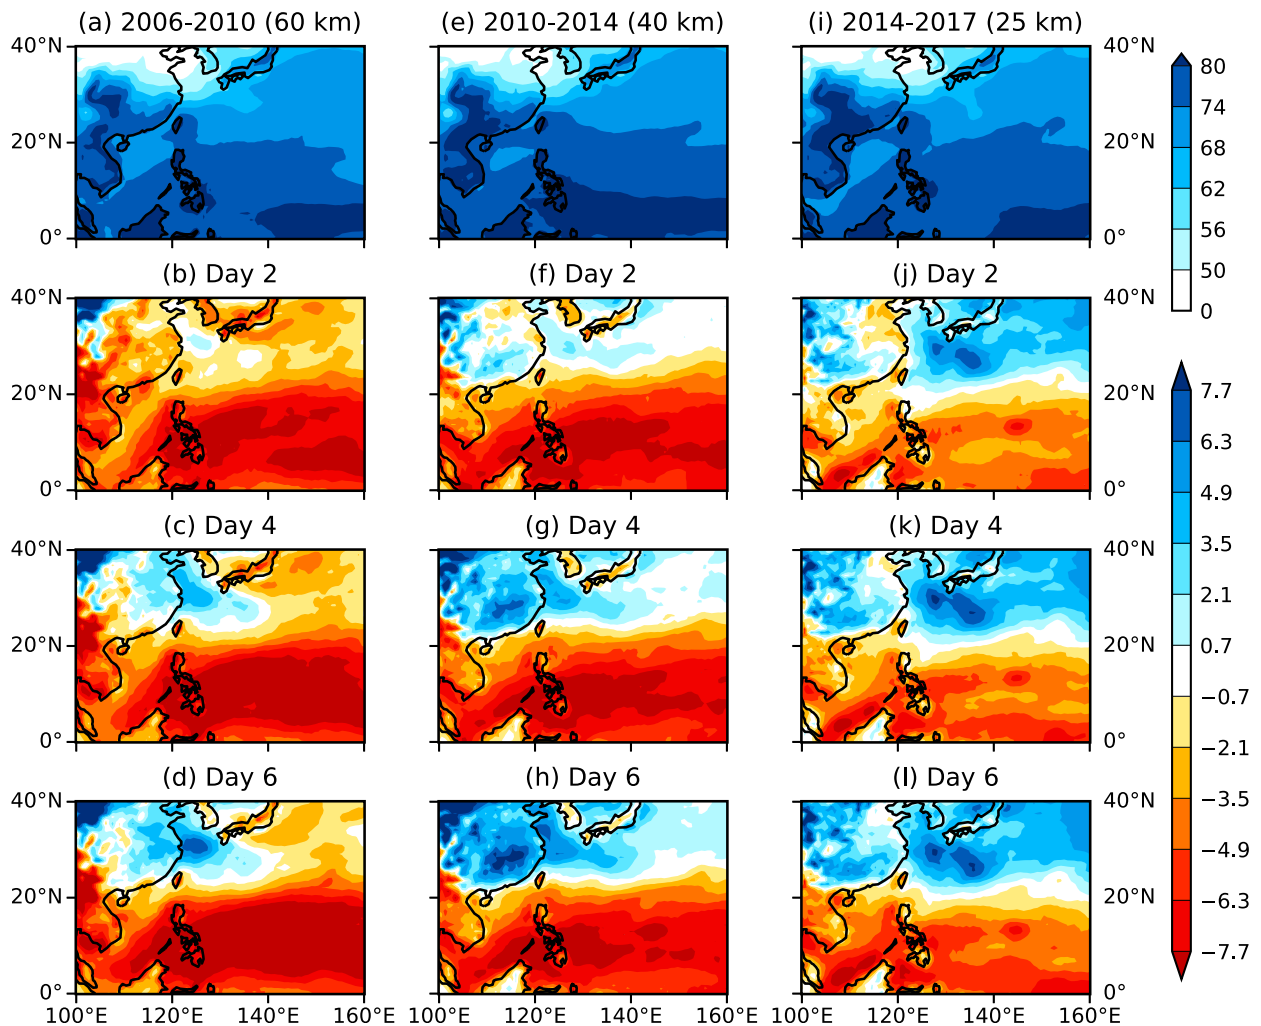 (a) 2006-2010 (60 km)
(e) 2010-2014 (40 km)
(i) 2014-2017 (25 km)
40°N
20°N
0°
40°N
20°N
0°
80
74
68
62
56
50
0
(b) Day 2
(f) Day 2
(j) Day 2
40°N
20°N
0°
40°N
20°N
0°
(c) Day 4
(g) Day 4
(k) Day 4
40°N
20°N
0°
40°N
20°N
0°
(d) Day 6
(h) Day 6
(l) Day 6
40°N
20°N
0°
40°N
20°N
0°
7.7
6.3
4.9
3.5
2.1
0.7
−0.7
−2.1
−3.5
−4.9
−6.3
−7.7
100°E 120°E 140°E 160°E
100°E 120°E 140°E 160°E
100°E 120°E 140°E 160°E